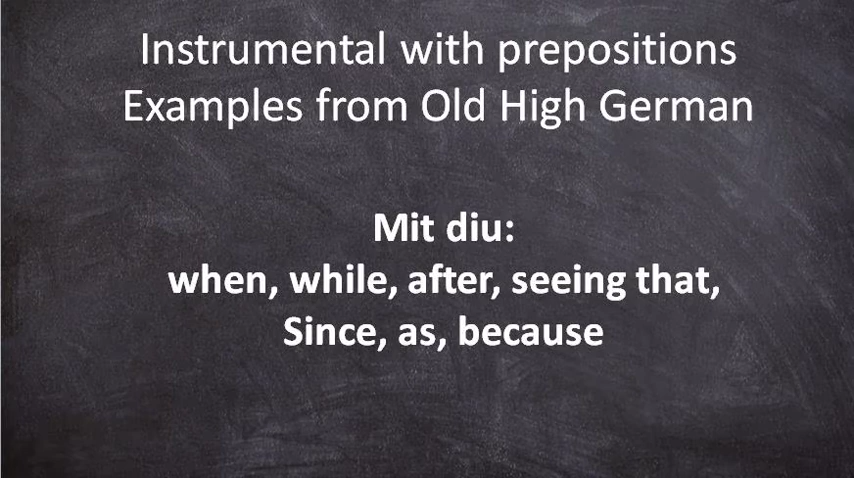 Instrumental with prepositions
Examples from Old High German
Mit diu:
when, while, after, seeing that,
Since, as, because